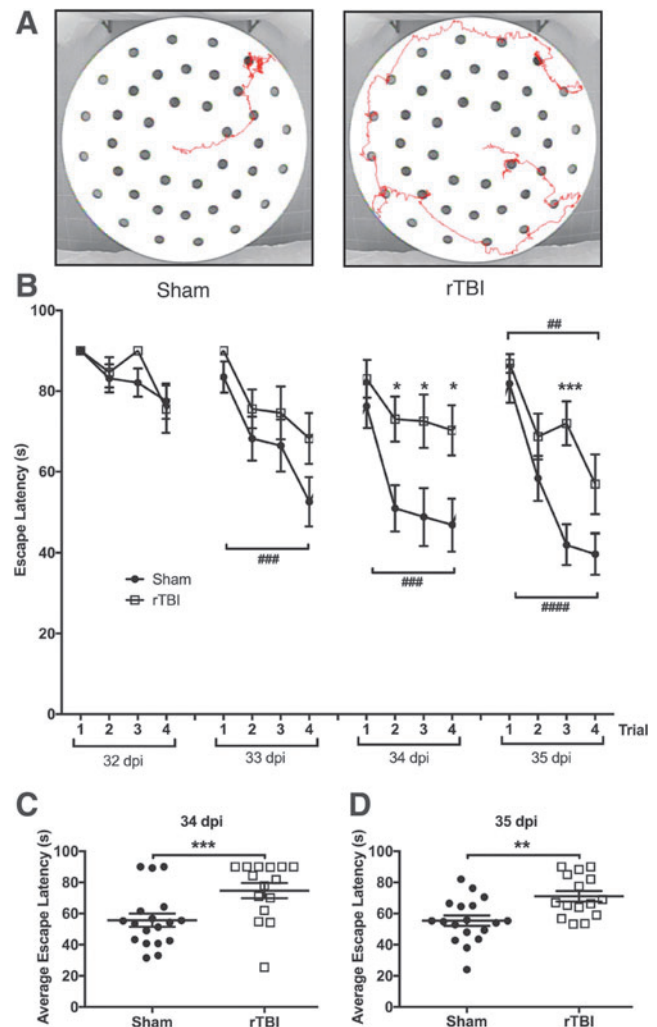 A
Sham rTBI
B
100
80
60
40
20
0
Escape Latency (s)
* * *
***
##
###
###
####
Sham
rTBI
1 2 3 4 1 2 3 4 1 2 3 4 1 2 3 4 Trial
32 dpi 33 dpi 34 dpi 35 dpi
C
34 dpi
***
Average Escape Latency (s)
100
80
60
40
20
0
Sham rTBI
D
35 dpi
**
Average Escape Latency (s)
100
80
60
40
20
0
Sham rTBI